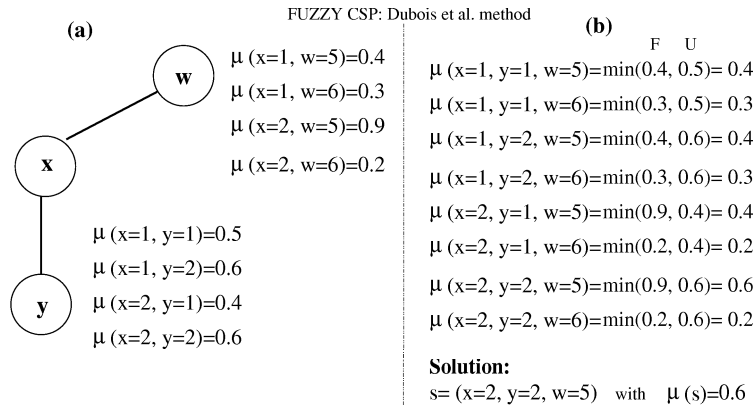 FUZZY CSP: Dubois et al. method
(a)
w
μ (x=1, w=5)=0.4
μ (x=1, w=6)=0.3
μ (x=2, w=5)=0.9
μ (x=2, w=6)=0.2
x
μ (x=1, y=1)=0.5
μ (x=1, y=2)=0.6
μ (x=2, y=1)=0.4
μ (x=2, y=2)=0.6
y
(b)
F U
μ (x=1, y=1, w=5)=min(0.4, 0.5)= 0.4
μ (x=1, y=1, w=6)=min(0.3, 0.5)= 0.3
μ (x=1, y=2, w=5)=min(0.4, 0.6)= 0.4
μ (x=1, y=2, w=6)=min(0.3, 0.6)= 0.3
μ (x=2, y=1, w=5)=min(0.9, 0.4)= 0.4
μ (x=2, y=1, w=6)=min(0.2, 0.4)= 0.2
μ (x=2, y=2, w=5)=min(0.9, 0.6)= 0.6
μ (x=2, y=2, w=6)=min(0.2, 0.6)= 0.2
Solution:
s= (x=2, y=2, w=5) with μ (s)=0.6